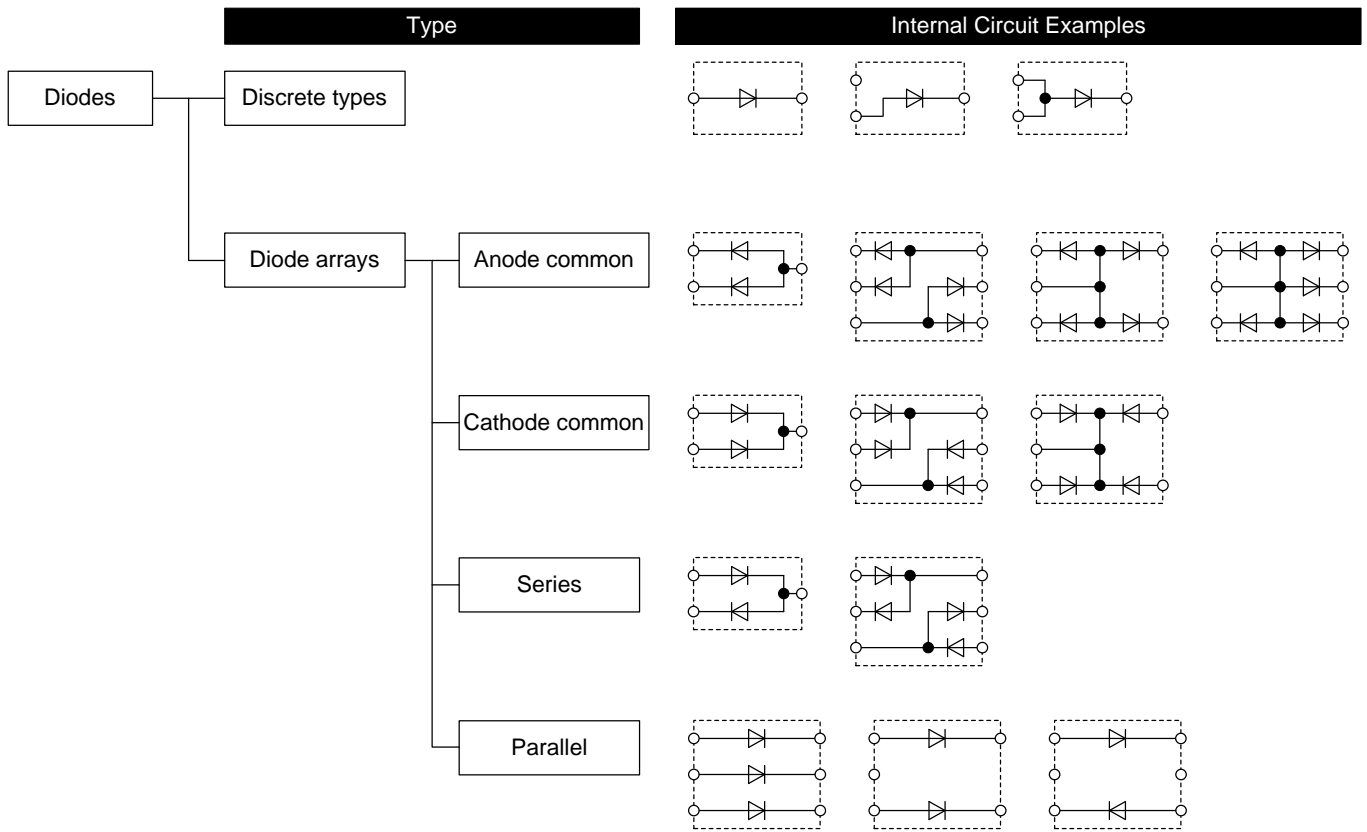 Type
Internal Circuit Examples
Diodes
Discrete types
Diode arrays
Anode common
Cathode common
Series
Parallel